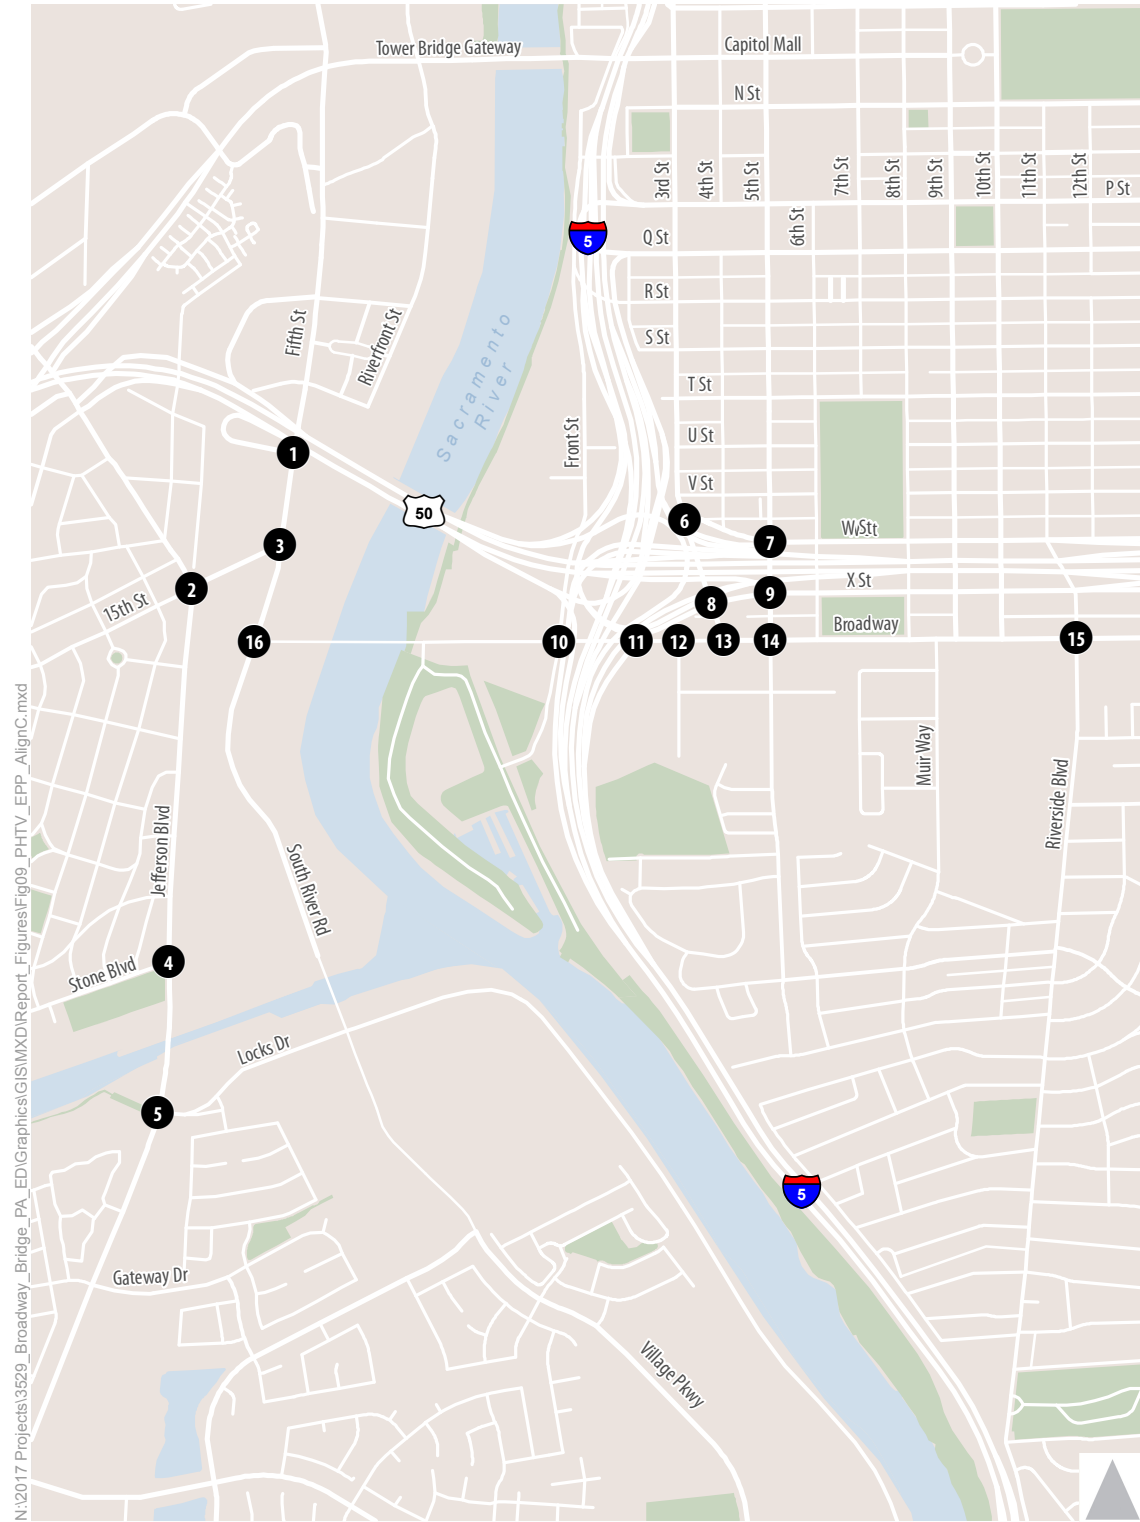 Tower Bridge Gateway
Capitol Mall
N St
3rd St
4th St
5th St
7th St
8th St
9th St
10th St
11th St
12th St
P St
6th St
5
Q St
R St
Fifth St
Riverfront St
Sacramento
River
S St
T St
Front St
U St
1
V St
50
6
W St
3
7
X St
2
15th St
9
8
Broadway
16
10
11
12
13
14
15
Muir Way
Riverside Blvd
Jefferson Blvd
South River Rd
4
Stone Blvd
Locks Dr
5
5
Gateway Dr
Village Pkwy
N:\2017 Projects\3529_Broadway_Bridge_PA_ED\Graphics\GIS\MXD\Report_Figures\Fig09_PHTV_EPP_AlignC.mxd